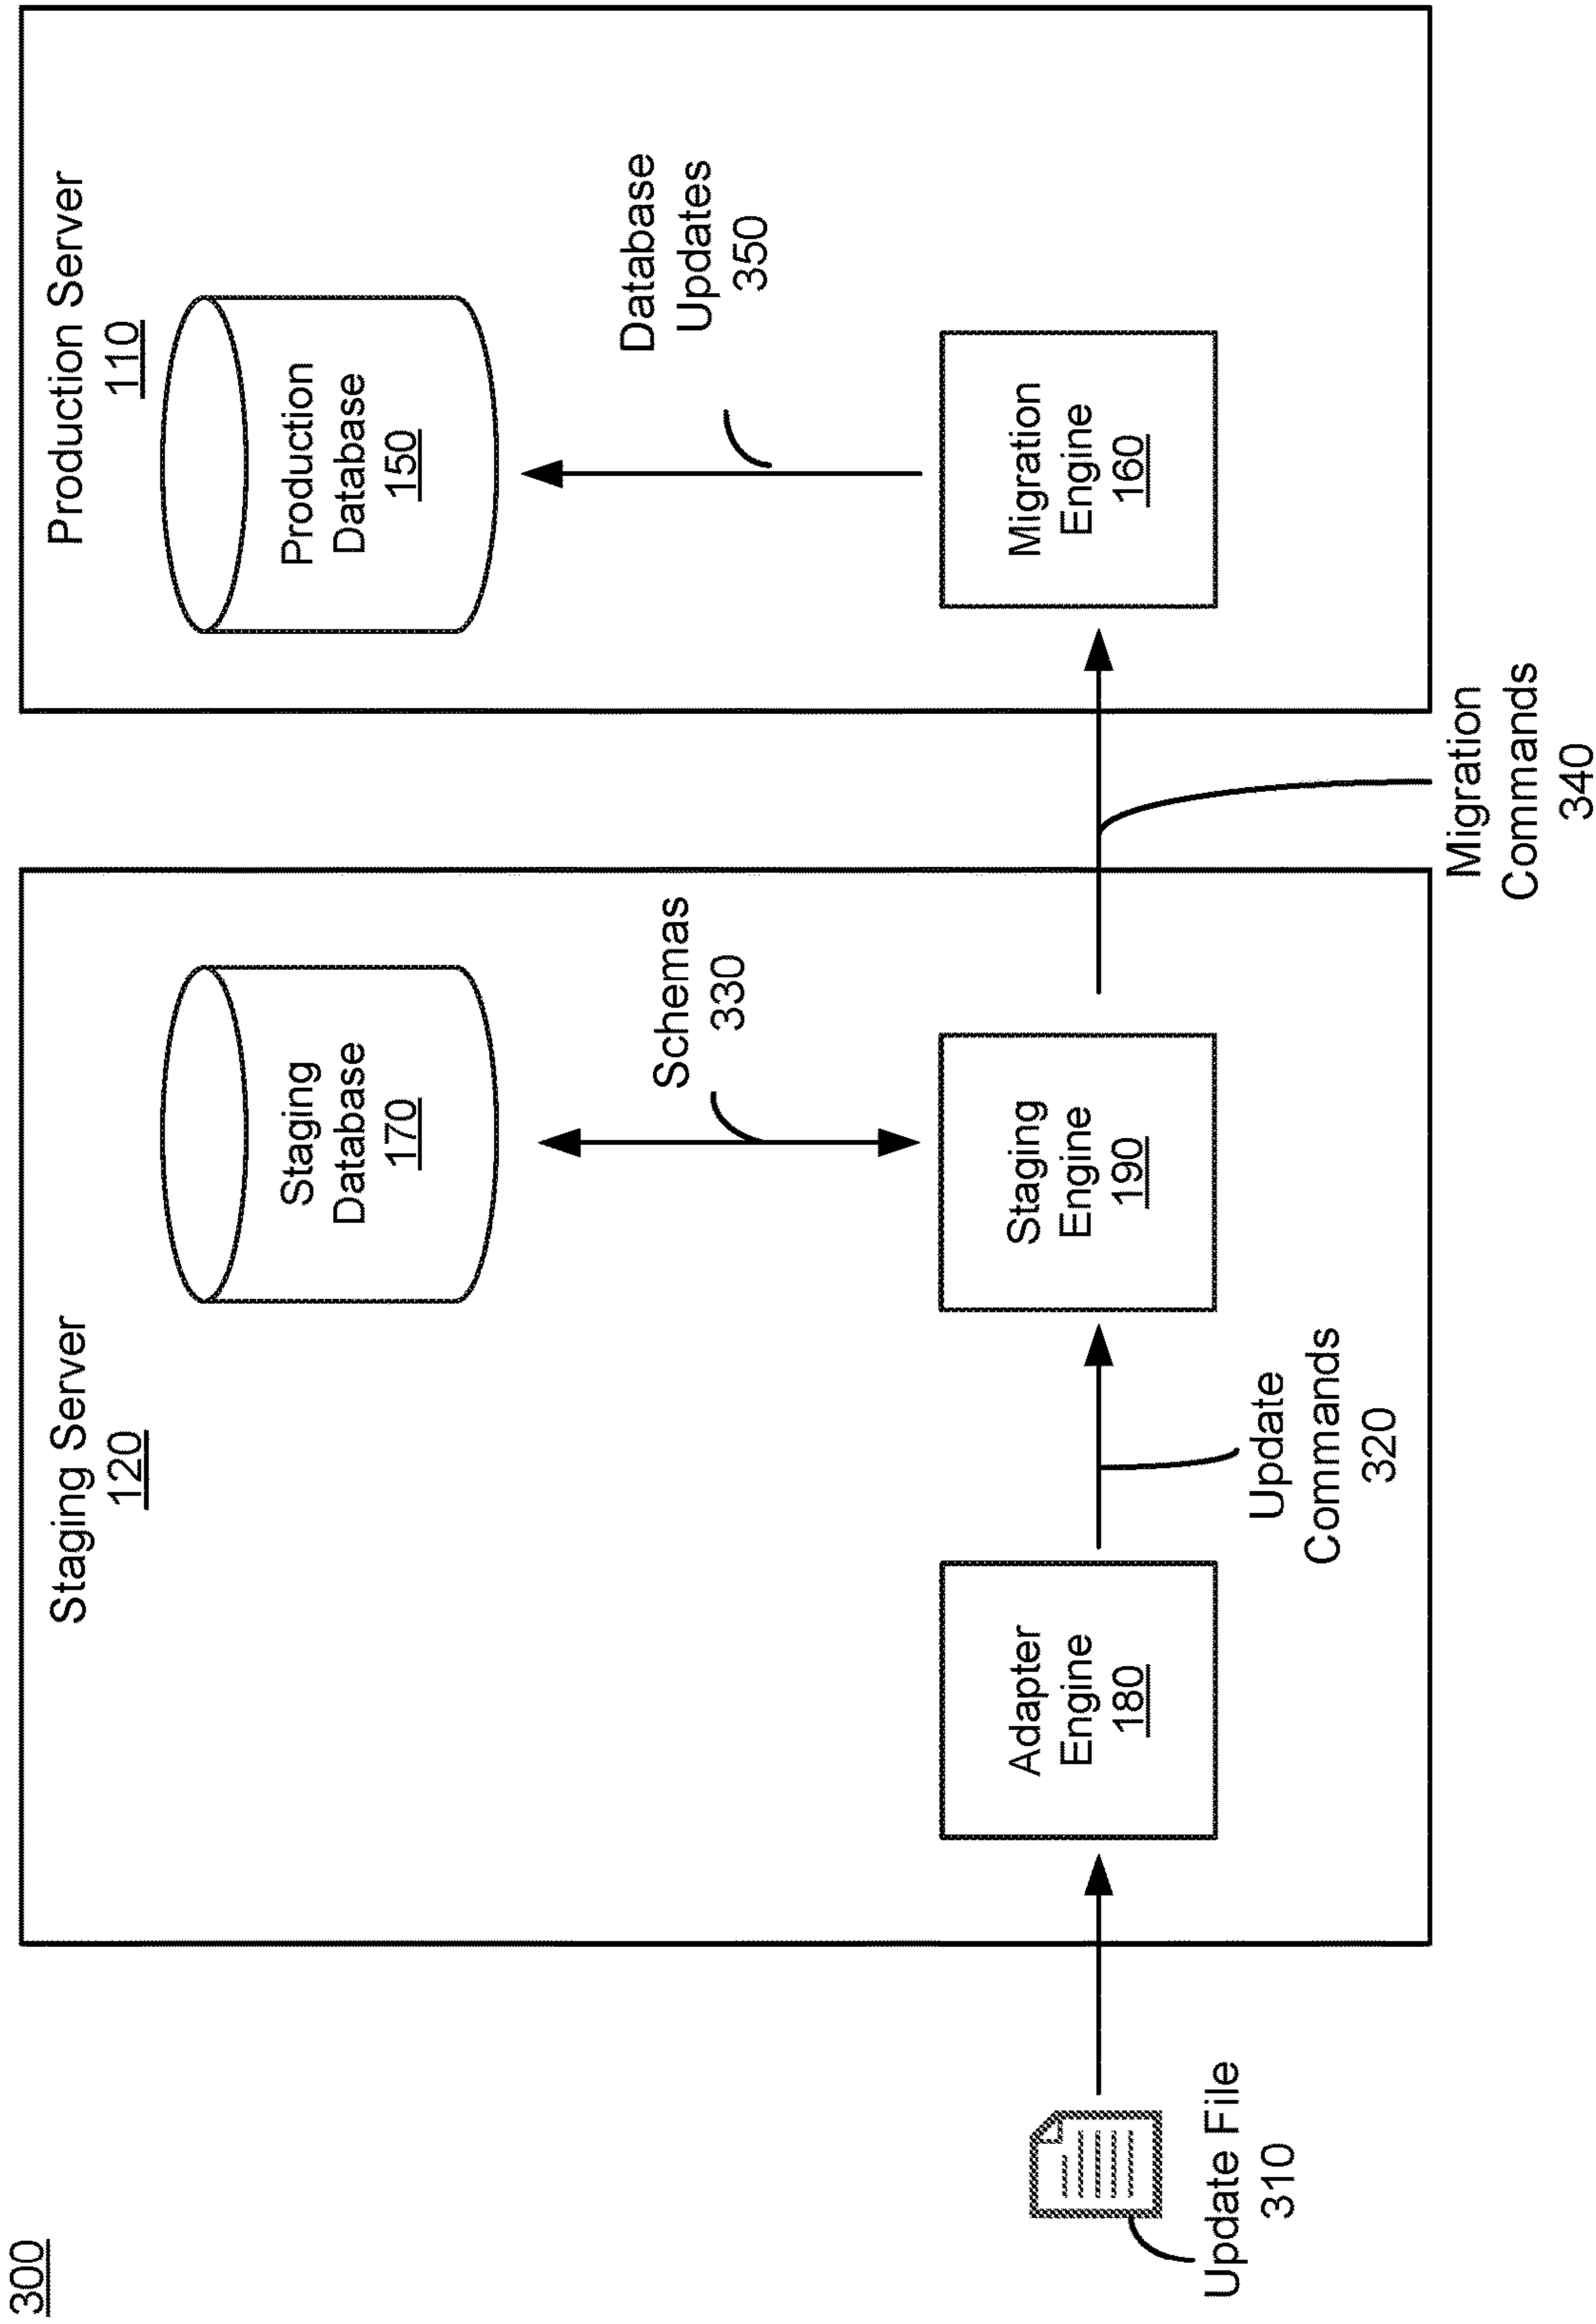 300
Staging Server
120
Production Server
110
Staging
Database
170
Production
Database
150
Schemas
330
Database
Updates
350
Adapter
Engine
180
Staging
Engine
190
Migration
Engine
160
Update File
310
Update
Commands
320
Migration
Commands
340